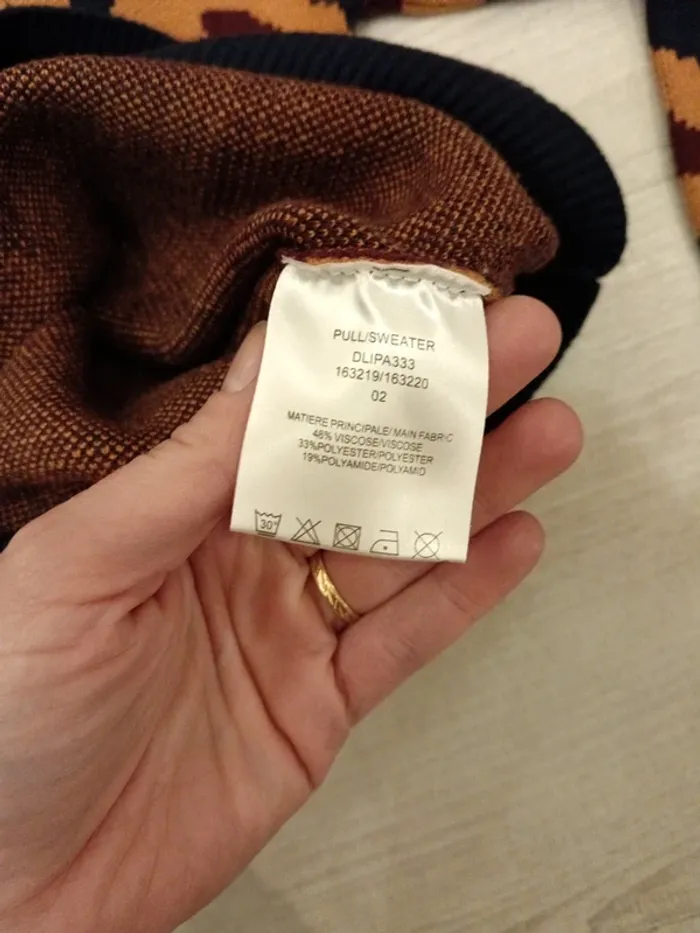 PULL/SWEATER
DLIPA333
163219/163220
02
MATIERE PRINCIPALE/ MAIN FABRIC
48% VISCOSE/VISCOSE
33%POLYESTER/POLYESTER
19%POLYAMIDE/POLYAMID
30°